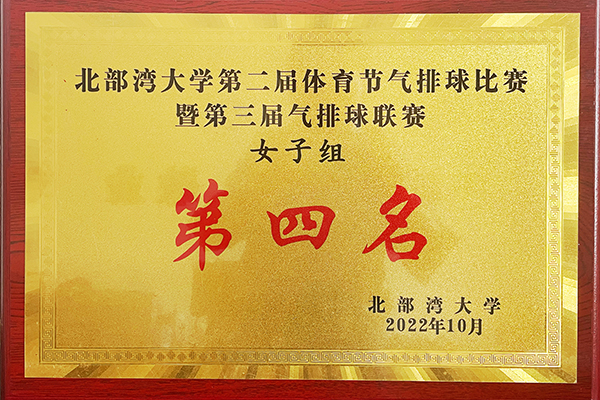 北部湾大学第二届体育节气排球比赛
暨第三届气排球联赛
女子组
第四名
北部湾大学
2022年10月